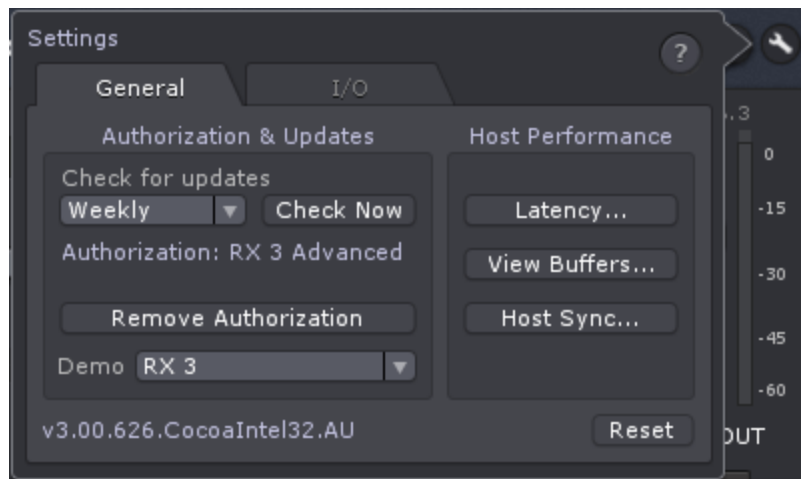 Settings
?
General
I/O
Authorization & Updates
Host Performance
Check for updates
Weekly
Check Now
Latency...
Authorization: RX 3 Advanced
View Buffers...
Remove Authorization
Host Sync...
Demo RX 3
v3.00.626.CocoaIntel32.AU
Reset
.3
0
-15
-30
-45
-60
OUT